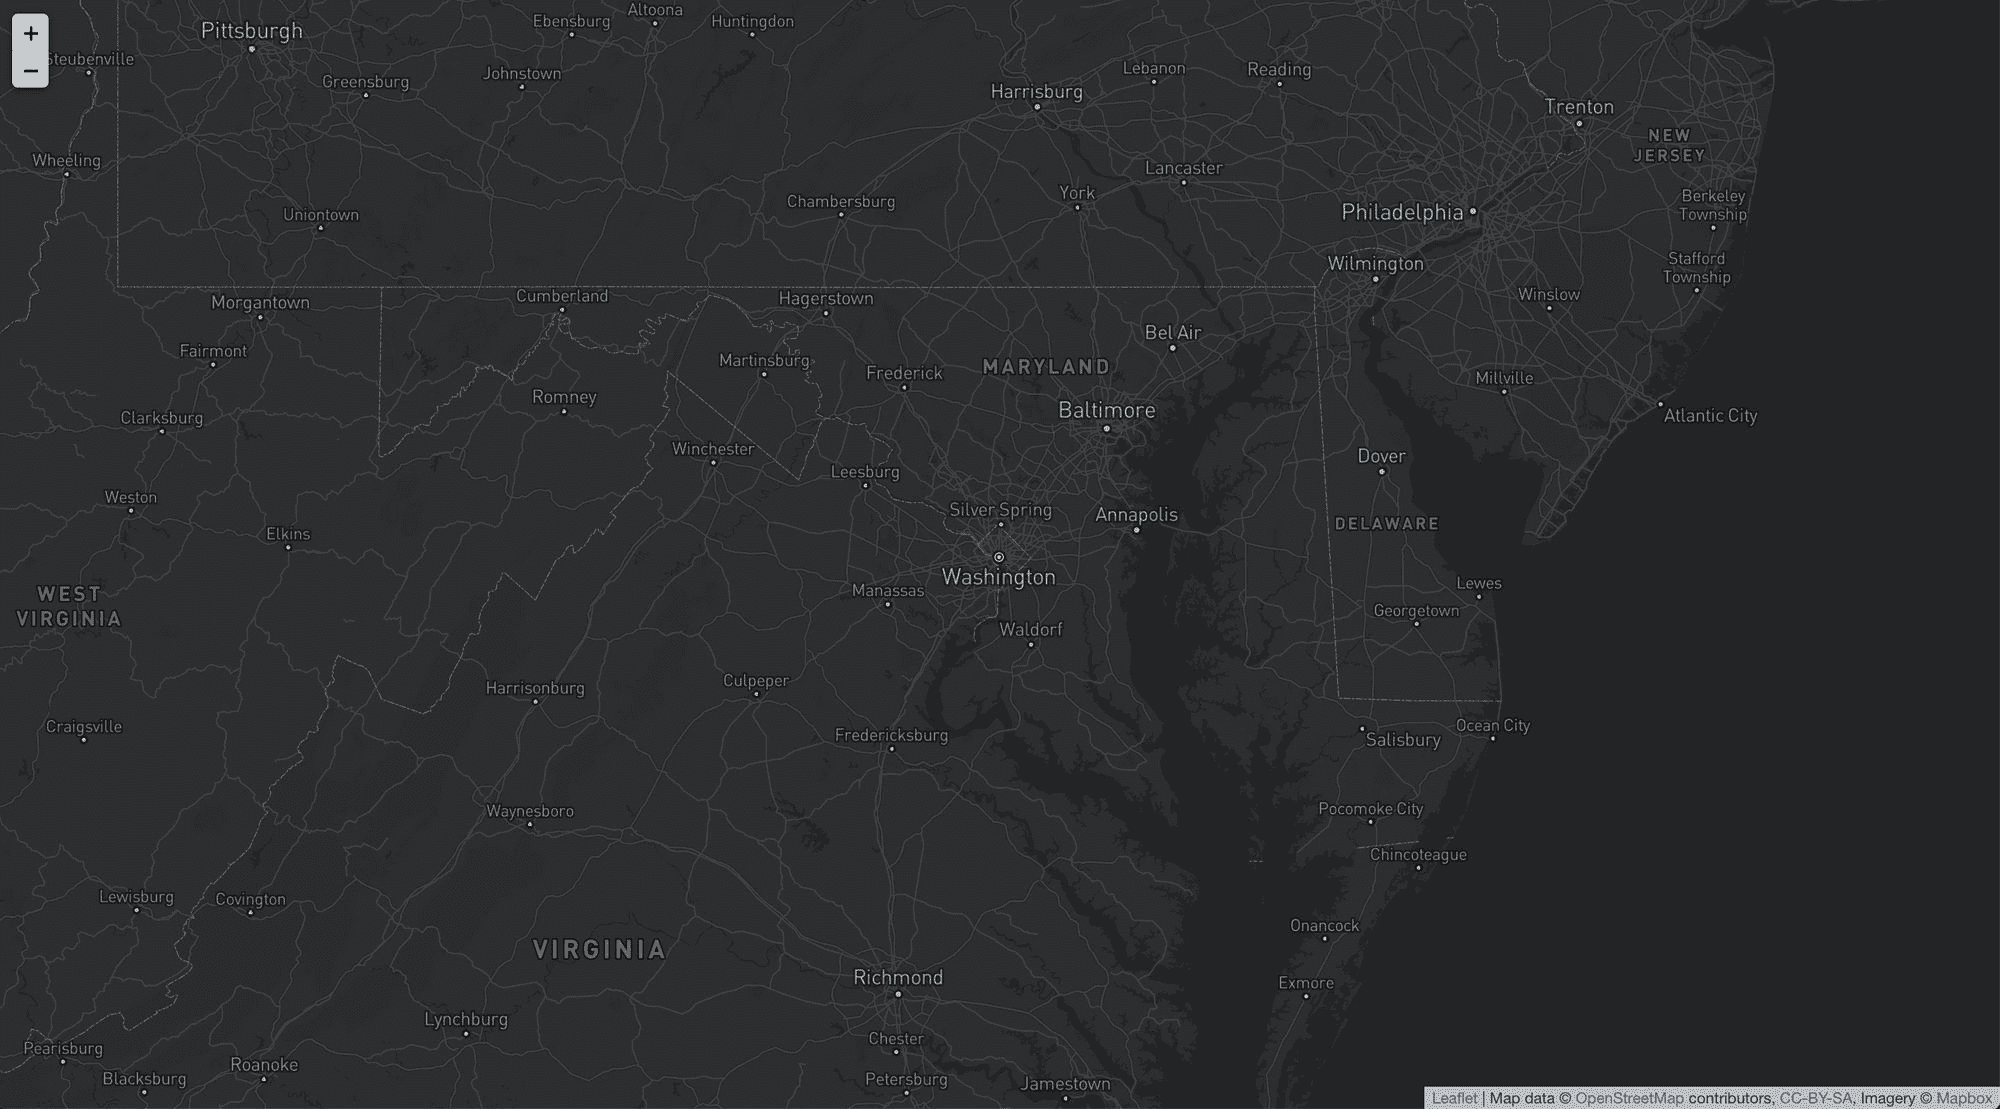 +
−
Pittsburgh
Ebensburg
Altoona
Huntingdon
Steubenville
Greensburg
Johnstown
Harrisburg
Lebanon
Reading
Trenton
NEW
JERSEY
Wheeling
Lancaster
York
Chambersburg
Uniontown
Philadelphia
Berkeley
Township
Wilmington
Stafford
Township
Morgantown
Cumberland
Hagerstown
Winslow
Bel Air
Fairmont
Martinsburg
Frederick
MARYLAND
Millville
Romney
Clarksburg
Baltimore
Atlantic City
Winchester
Leesburg
Dover
Weston
Silver Spring
Annapolis
DELAWARE
Elkins
Washington
WEST
VIRGINIA
Manassas
Lewes
Georgetown
Waldorf
Harrisonburg
Culpeper
Craigsville
Fredericksburg
Salisbury
Ocean City
Waynesboro
Pocomoke City
Chincoteague
Lewisburg
Covington
Onancock
VIRGINIA
Richmond
Exmore
Lynchburg
Chester
Pearisburg
Roanoke
Blacksburg
Petersburg
Jamestown
Leaflet | Map data © OpenStreetMap contributors, CC-BY-SA, Imagery © Mapbox